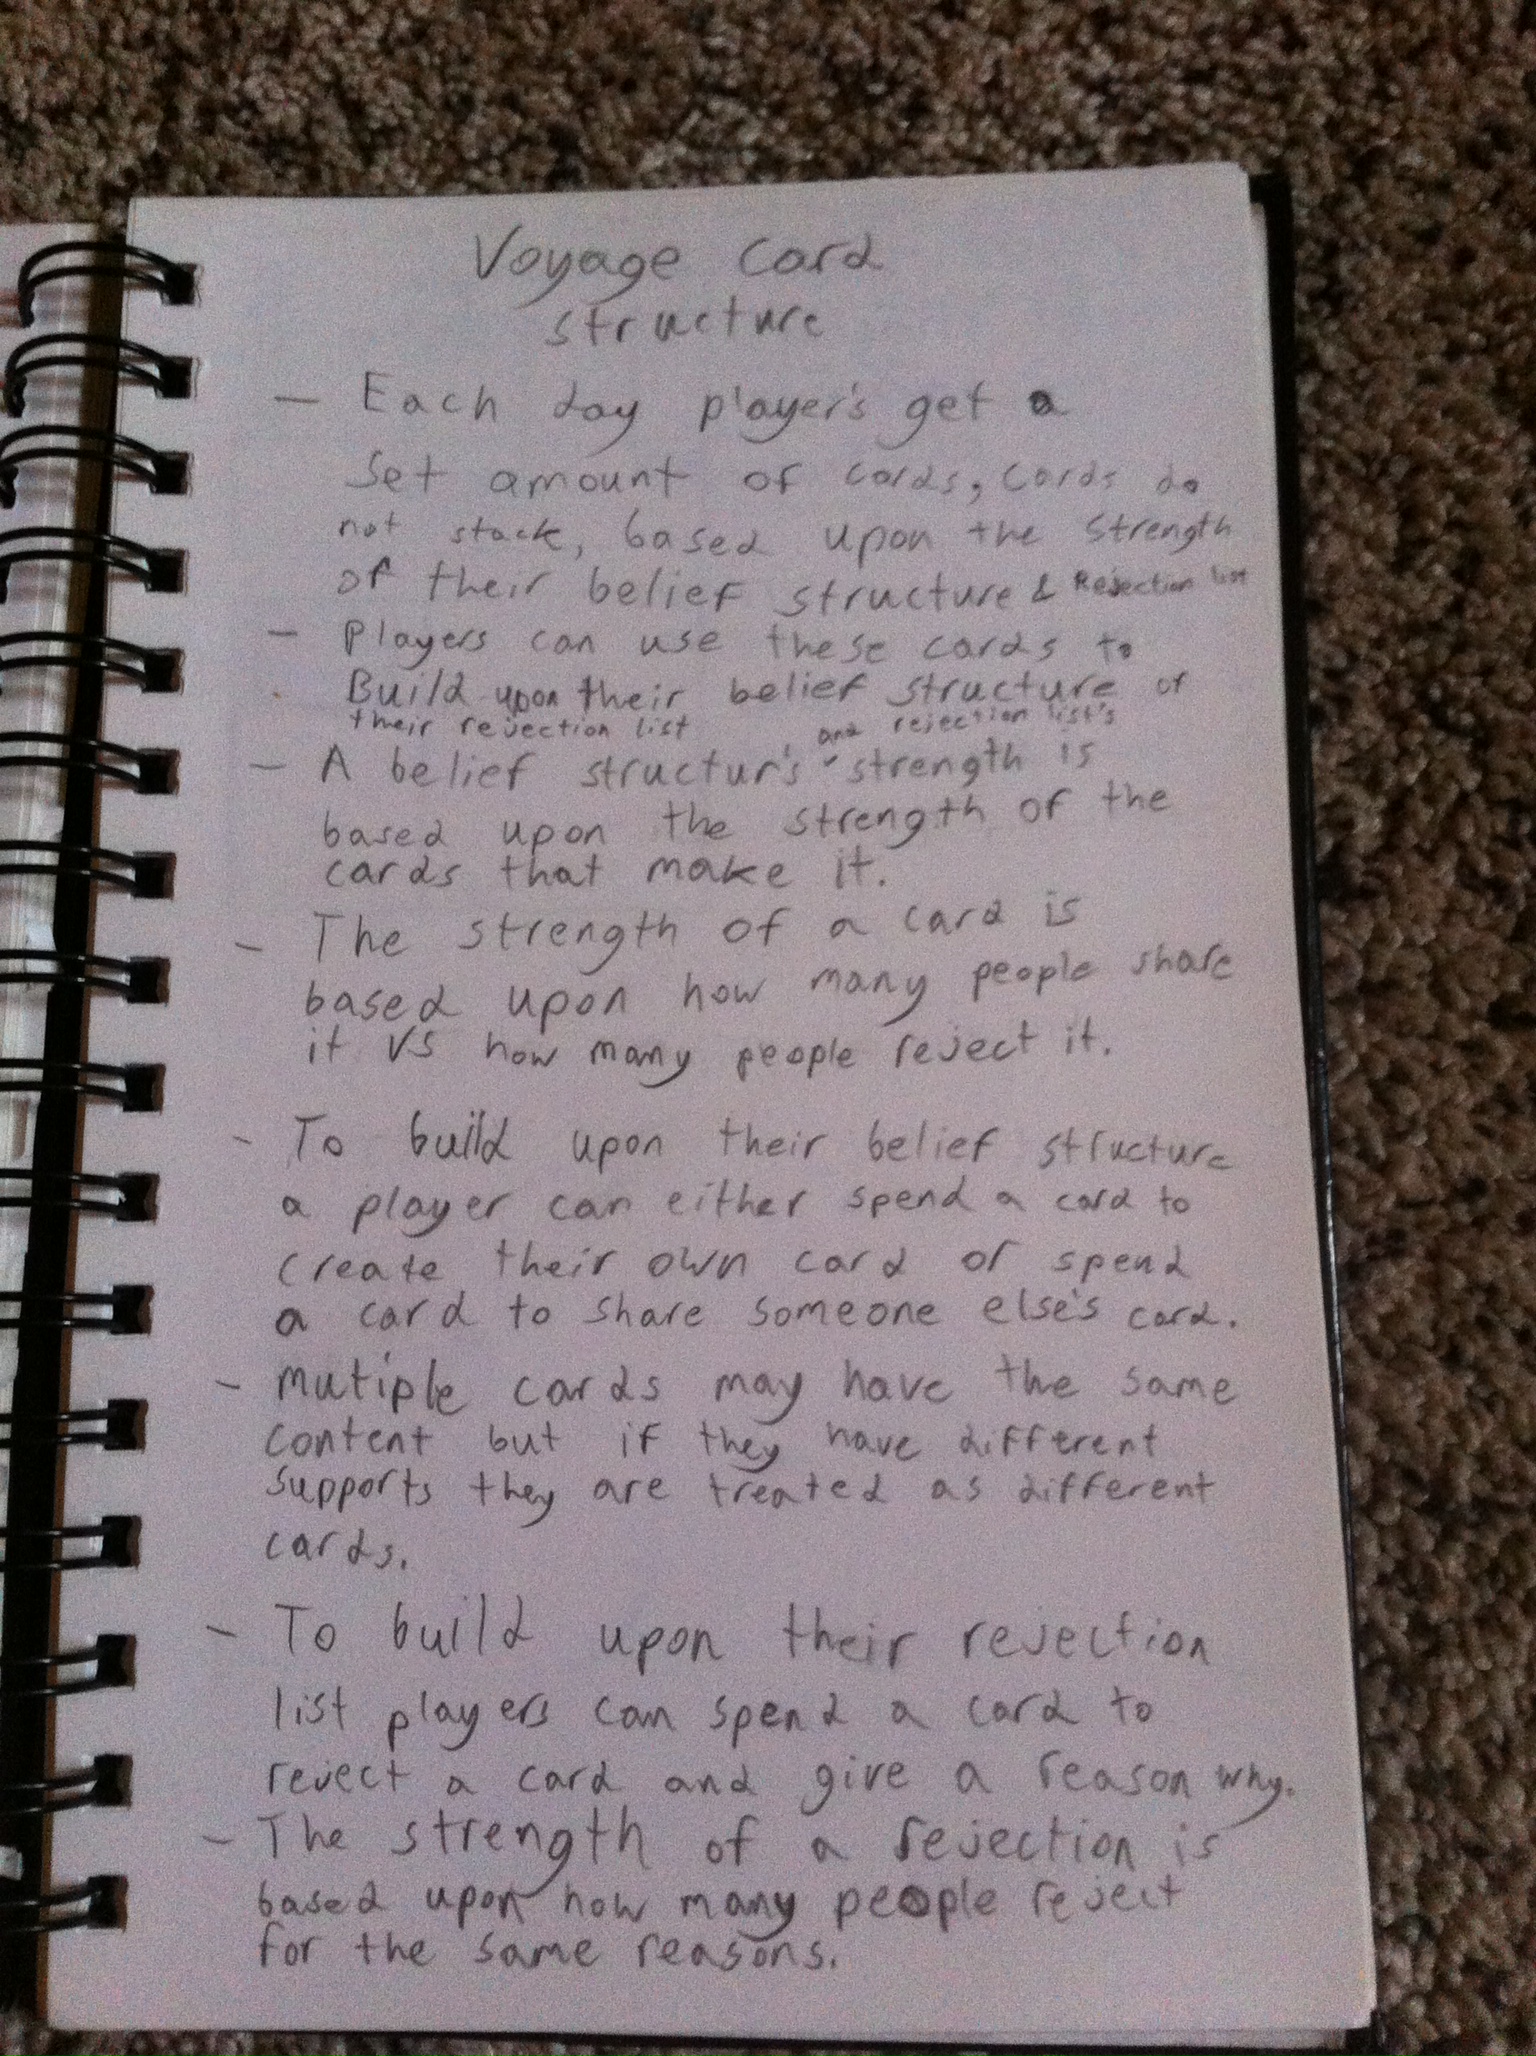 Voyage Card
structure
- Each day player's get a
Set amount of cards, cards do
not stack, based upon the strength
of their belief structure & Rejection list
- Players can use these cards to
Build upon their belief structure or
their rejection list
and rejection list's
- A belief structur's strength is
based upon the strength of the
cards that make it.
- The strength of a card is
based upon how many people share
it VS how many people reject it.
- To build upon their belief structure
a player can either spend a card to
create their own card or spend
a card to share someone else's card.
- Mutiple cards may have the same
content but if they have different
supports they are treated as different
cards.
- To build upon their rejection
list players can spend a card to
reject a card and give a reason why.
- The strength of a rejection is
based upon how many people reject
for the same reasons.